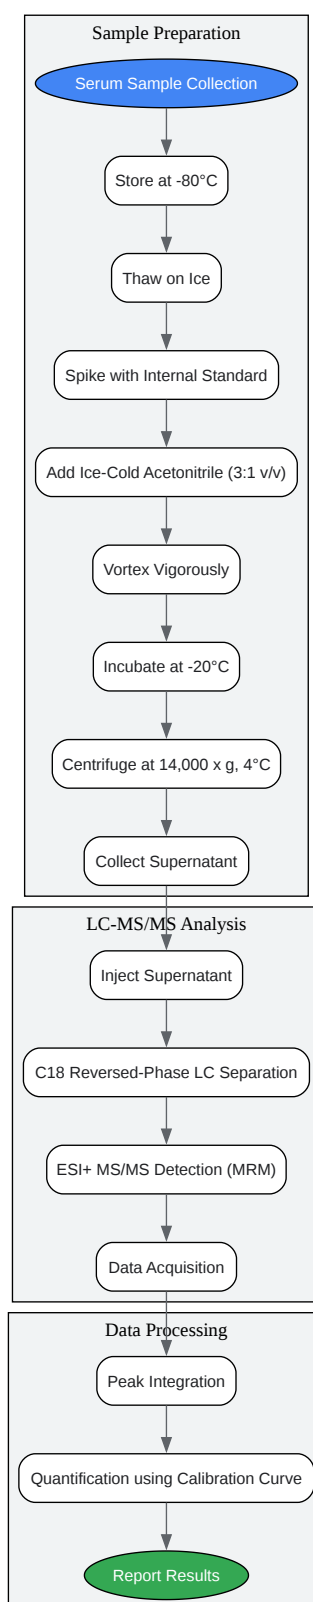 Sample Preparation
Serum Sample Collection
Store at -80°C
Thaw on Ice
Spike with Internal Standard
Add Ice-Cold Acetonitrile (3:1 v/v)
Vortex Vigorously
Incubate at -20°C
Centrifuge at 14,000 x g, 4°C
Collect Supernatant
LC-MS/MS Analysis
Inject Supernatant
C18 Reversed-Phase LC Separation
ESI+ MS/MS Detection (MRM)
Data Acquisition
Data Processing
Peak Integration
Quantification using Calibration Curve
Report Results